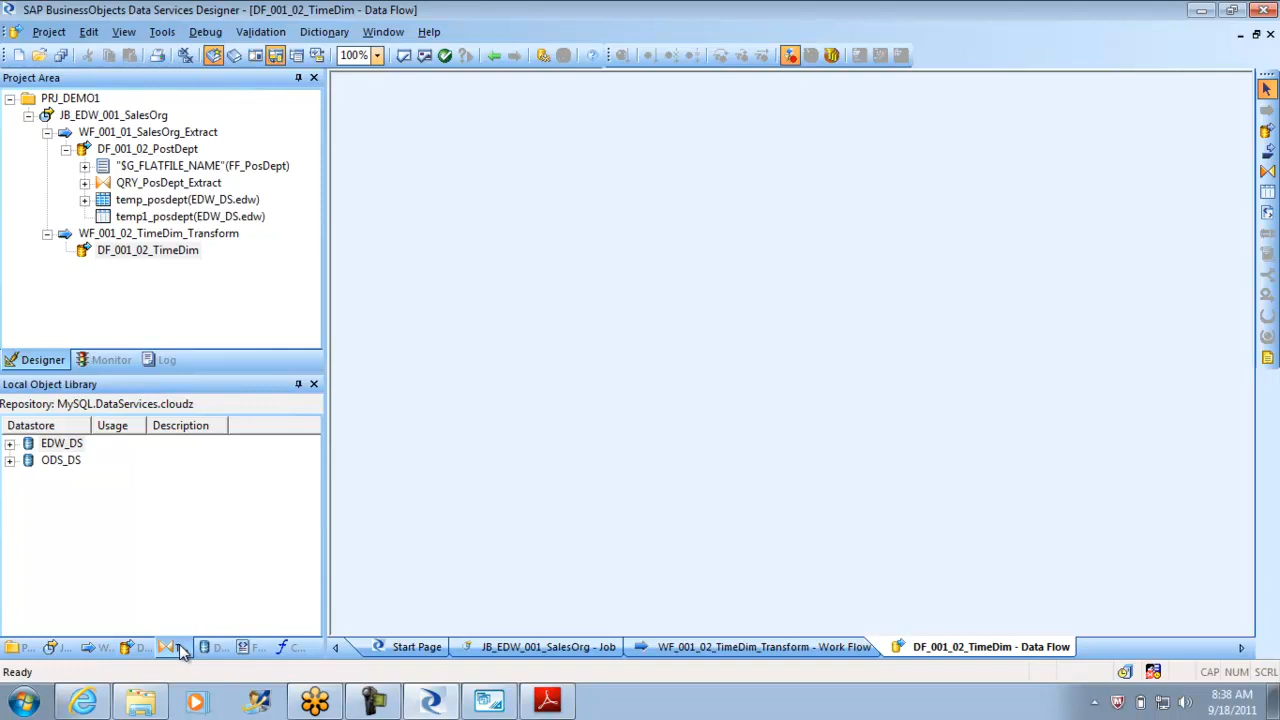 SAP BusinessObjects Data Services Designer - [DF_001_02_TimeDim - Data Flow]
Project Edit View Tools Debug Validation Dictionary Window Help
100%
Project Area
PRJ_DEMO1
JB_EDW_001_SalesOrg
WF_001_01_SalesOrg_Extract
DF_001_02_PostDept
"$G_FLATFILE_NAME"(FF_PosDept)
QRY_PosDept_Extract
temp_posdept(EDW_DS.edw)
temp1_posdept(EDW_DS.edw)
WF_001_02_TimeDim_Transform
DF_001_02_TimeDim
Designer Monitor Log
Local Object Library
Repository: MySQL.DataServices.cloudz
Datastore Usage Description
EDW_DS
ODS_DS
P... J... W... D... D... F... C...
Start Page JB_EDW_001_SalesOrg - Job WF_001_02_TimeDim_Transform - Work Flow DF_001_02_TimeDim - Data Flow
Ready CAP NUM SCRL
8:38 AM
9/18/2011